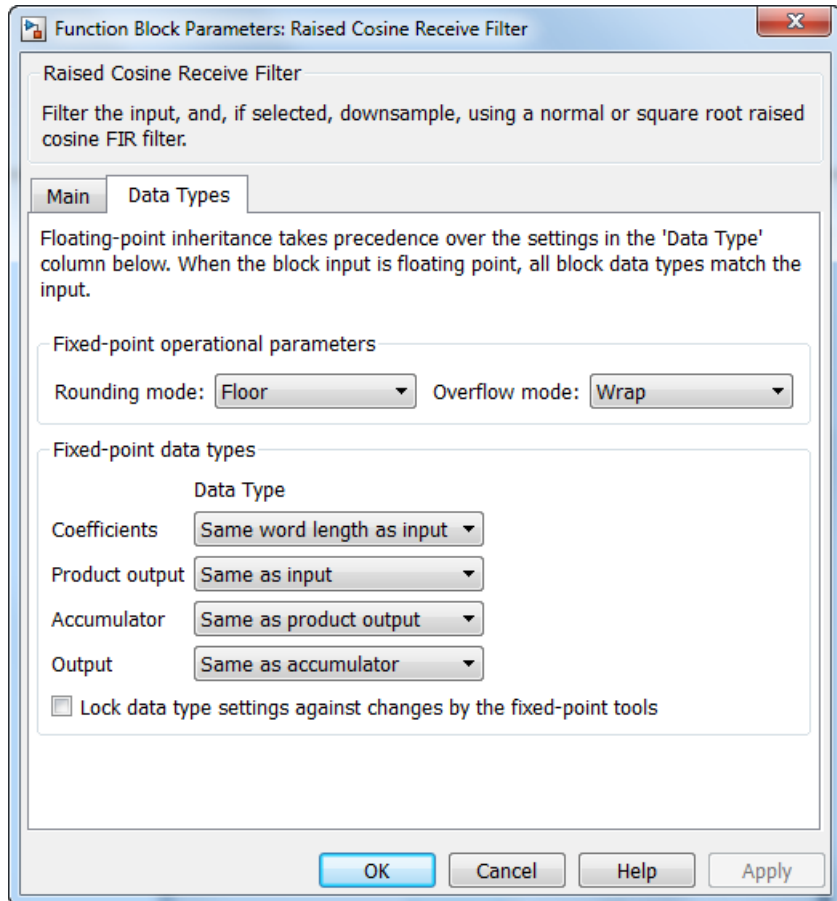 Function Block Parameters: Raised Cosine Receive Filter
Raised Cosine Receive Filter
Filter the input, and, if selected, downsample, using a normal or square root raised
cosine FIR filter.
Main Data Types
Floating-point inheritance takes precedence over the settings in the 'Data Type'
column below. When the block input is floating point, all block data types match the
input.
Fixed-point operational parameters
Rounding mode: Floor Overflow mode: Wrap
Fixed-point data types
Data Type
Coefficients Same word length as input
Product output Same as input
Accumulator Same as product output
Output Same as accumulator
Lock data type settings against changes by the fixed-point tools
OK Cancel Help Apply